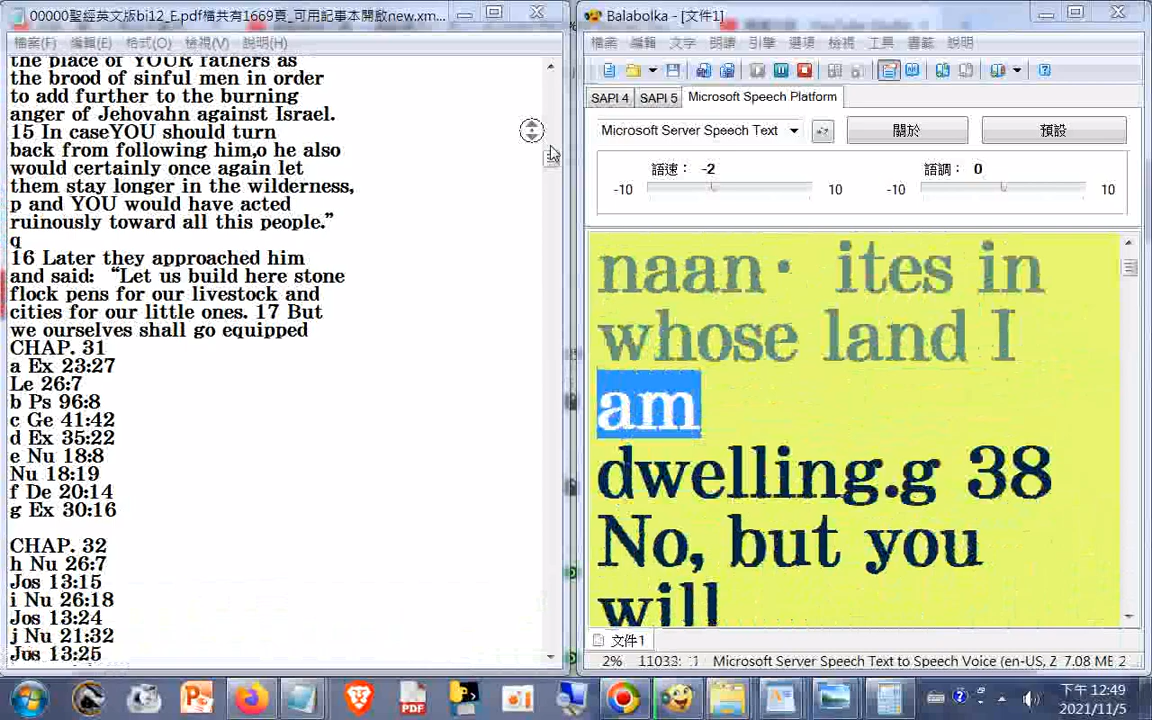 00000聖經英文版bi12_E.pdf檔共有1669頁_可用記事本開啟new.xm...
檔案(F) 編輯(E) 格式(O) 檢視(V) 說明(H)
the place of YOUR fathers as
the brood of sinful men in order
to add further to the burning
anger of Jehovahn against Israel.
15 In caseYOU should turn
back from following him,o he also
would certainly once again let
them stay longer in the wilderness,
p and YOU would have acted
ruinously toward all this people.”
q
16 Later they approached him
and said: “Let us build here stone
flock pens for our livestock and
cities for our little ones. 17 But
we ourselves shall go equipped
CHAP. 31
a Ex 23:27
Le 26:7
b Ps 96:8
c Ge 41:42
d Ex 35:22
e Nu 18:8
Nu 18:19
f De 20:14
g Ex 30:16
CHAP. 32
h Nu 26:7
Jos 13:15
i Nu 26:18
Jos 13:24
j Nu 21:32
Jos 13:25
Balabolka - [文件1]
檔案 編輯 文字 朗讀 引擎 選項 檢視 工具 書籤 說明
SAPI 4 SAPI 5 Microsoft Speech Platform
Microsoft Server Speech Text 關於 預設
語速： -2 語調： 0
-10 10 -10 10
naan· ites in
whose land I
am
dwelling.g 38
No, but you
will
文件1
2% Microsoft Server Speech Text to Speech Voice (en-US, Z 7.08 MB 2
PDF
下午 12:49
2021/11/5